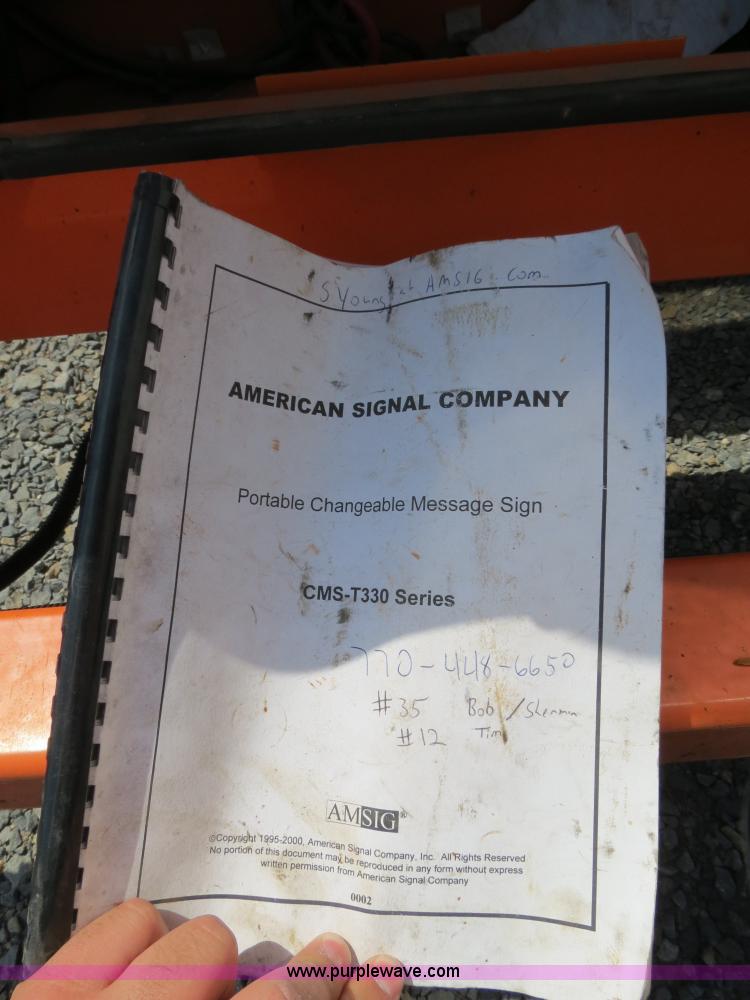 SYoung at AMSIG. Com
AMERICAN SIGNAL COMPANY
Portable Changeable Message Sign
CMS-T330 Series
770-448-6650
#35 Bob /
#12 Tim
AMSIG®
©Copyright 1995-2000, American Signal Company, Inc. All Rights Reserved
No portion of this document may be reproduced in any form without express
written permission from American Signal Company
0002
www.purplewave.com